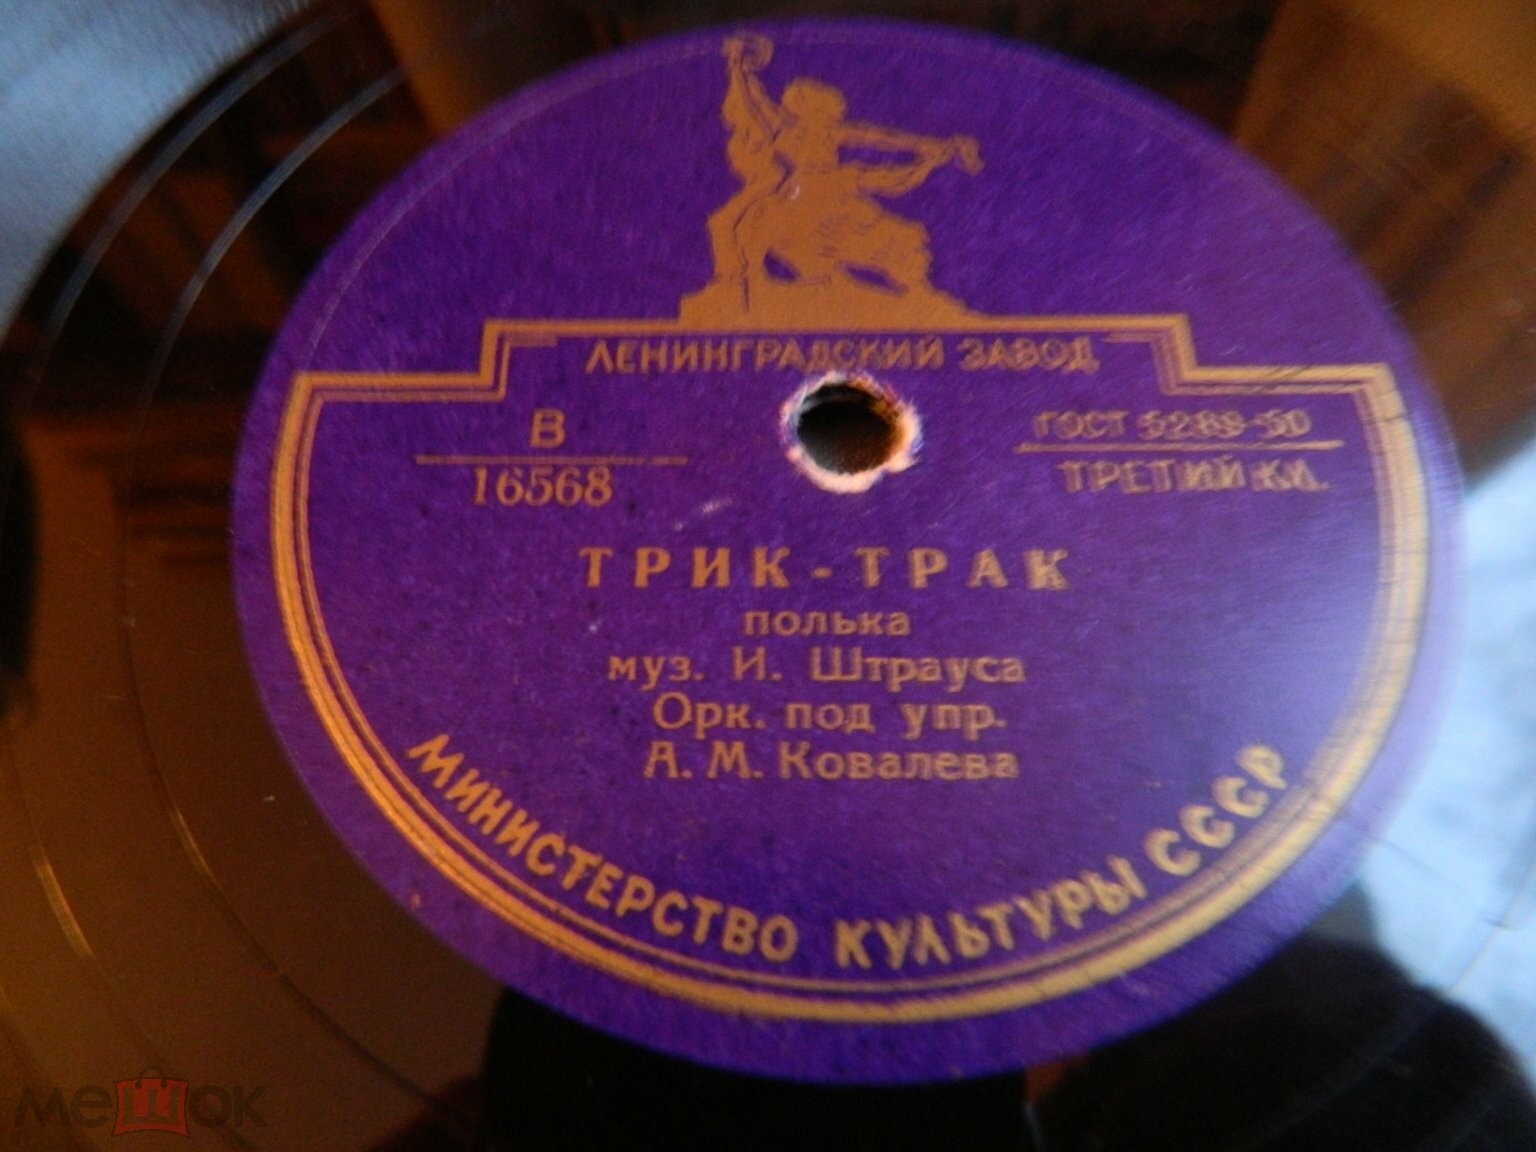 ЛЕНИНГРАДСКИЙ ЗАВОД
В
16568
ГОСТ 5289-50
ТРЕТИЙ КЛ.
ТРИК-ТРАК
полька
муз. И. Штрауса
Орк. под упр.
А. М. Ковалева
МИНИСТЕРСТВО КУЛЬТУРЫ СССР
мешок